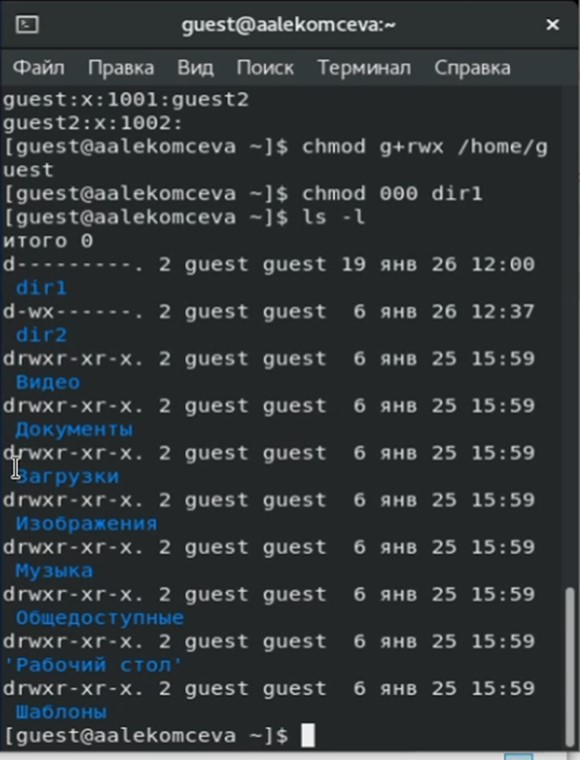 guest@aalekomceva:~
Файл Правка Вид Поиск Терминал Справка
guest:x:1001:guest2
guest2:x:1002:
[guest@aalekomceva ~]$ chmod g+rwx /home/g
uest
[guest@aalekomceva ~]$ chmod 000 dir1
[guest@aalekomceva ~]$ ls -l
итого 0
d---------. 2 guest guest 19 янв 26 12:00
dir1
d-wx------. 2 guest guest  6 янв 26 12:37
dir2
drwxr-xr-x. 2 guest guest  6 янв 25 15:59
Видео
drwxr-xr-x. 2 guest guest  6 янв 25 15:59
Документы
drwxr-xr-x. 2 guest guest  6 янв 25 15:59
Загрузки
drwxr-xr-x. 2 guest guest  6 янв 25 15:59
Изображения
drwxr-xr-x. 2 guest guest  6 янв 25 15:59
Музыка
drwxr-xr-x. 2 guest guest  6 янв 25 15:59
Общедоступные
drwxr-xr-x. 2 guest guest  6 янв 25 15:59
'Рабочий стол'
drwxr-xr-x. 2 guest guest  6 янв 25 15:59
Шаблоны
[guest@aalekomceva ~]$